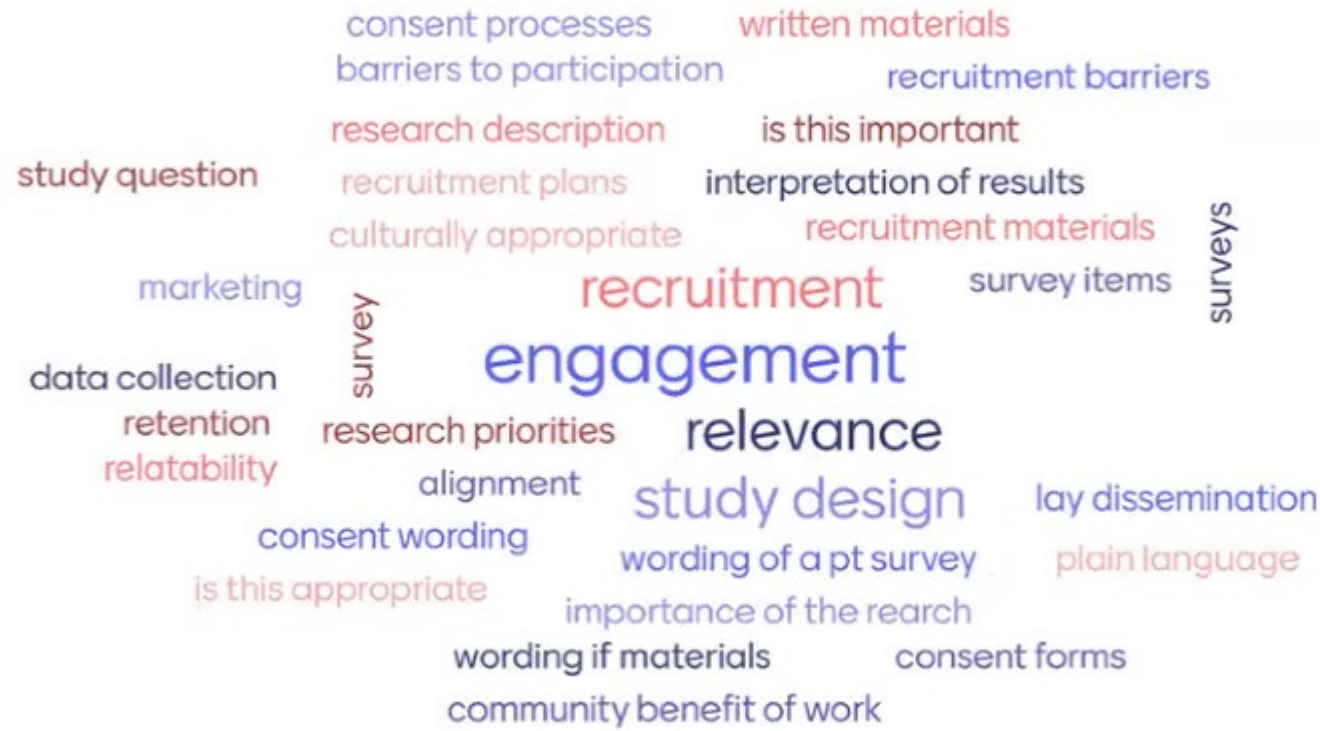 consent processes
written materials
barriers to participation
recruitment barriers
research description
is this important
study question
recruitment plans
interpretation of results
culturally appropriate
recruitment materials
surveys
marketing
survey
recruitment
survey items
engagement
data collection
retention
research priorities
relevance
relatability
alignment
study design
lay dissemination
consent wording
wording of a pt survey
plain language
is this appropriate
importance of the rearch
wording if materials
consent forms
community benefit of work